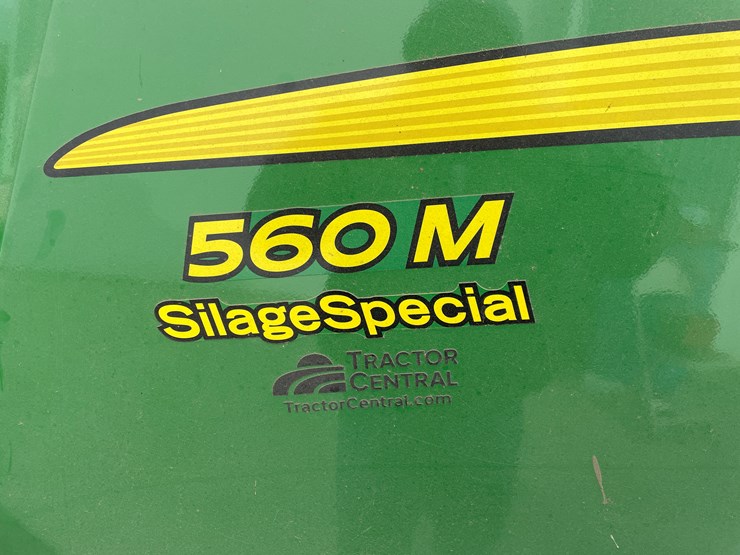 560 M
SilageSpecial
TRACTOR
CENTRAL
TractorCentral.com